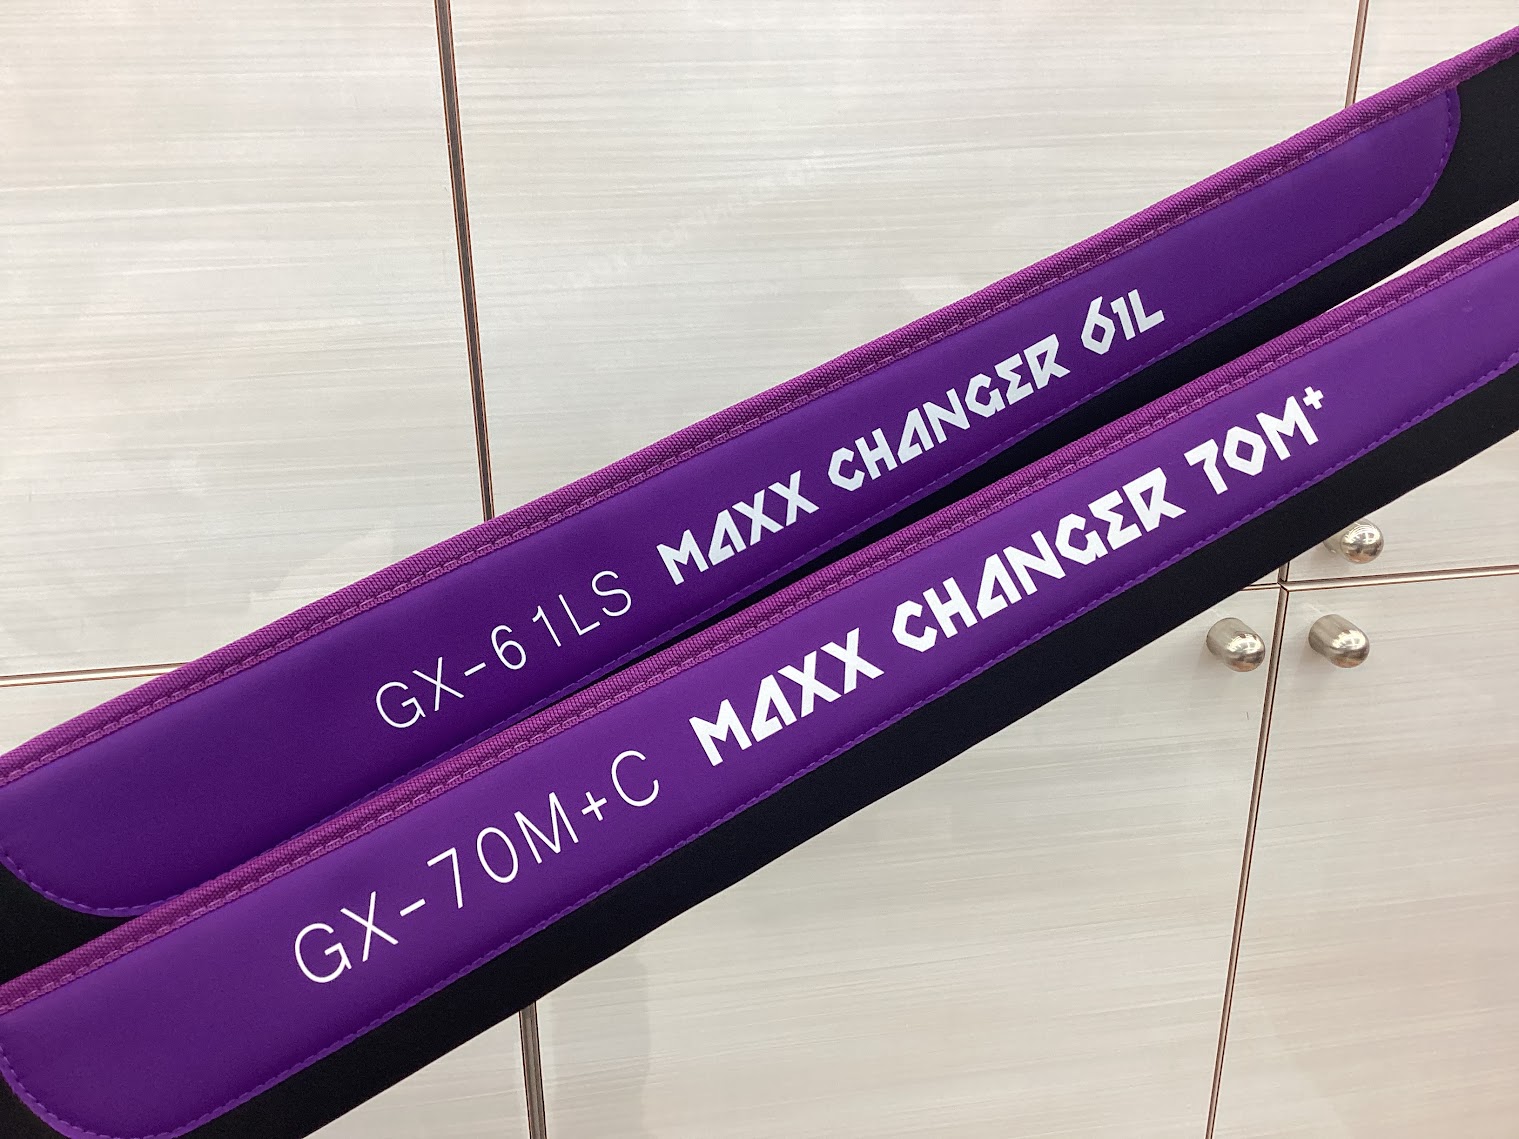 GX-61LS MAXX CHANGER 61L
GX-70M+C MAXX CHANGER 70M+